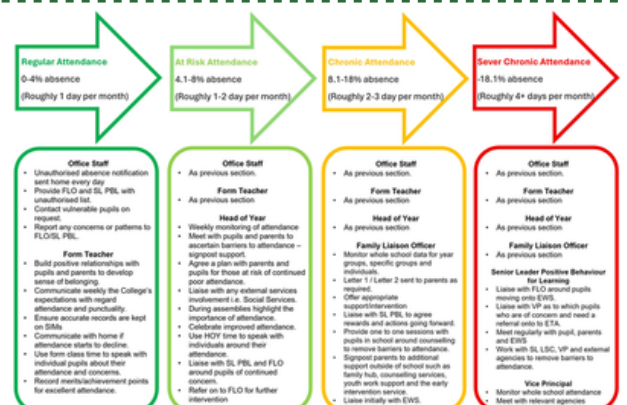 Regular Attendance
0-4% absence
(Roughly 1 day per month)
At Risk Attendance
4.1-8% absence
(Roughly 1-2 day per month)
Chronic Attendance
8.1-18% absence
(Roughly 2-3 day per month)
Sever Chronic Attendance
-18.1% absence
(Roughly 4+ days per month)
Office Staff
• Unauthorised absence notification
sent home every day
• Provide FLO and SL PBL with
unauthorised list.
• Contact vulnerable pupils on
request.
• Report any concerns or patterns to
FLO/SL PBL.
Form Teacher
• Build positive relationships with
pupils and parents to develop
sense of belonging.
• Communicate weekly the College's
expectations with regard
attendance and punctuality.
• Ensure accurate records are kept
on SIMs
• Communicate with home if
attendance starts to decline.
• Use form class time to speak with
individual pupils about their
attendance and concerns.
• Record merits/achievement points
for excellent attendance.
Office Staff
• As previous section.
Form Teacher
• As previous section
Head of Year
• Weekly monitoring of attendance
• Meet with pupils and parents to
ascertain barriers to attendance –
signpost support.
• Agree a plan with parents and
pupils for those at risk of continued
poor attendance.
• Liaise with any external services
involvement i.e. Social Services.
• During assemblies highlight the
importance of attendance.
• Celebrate improved attendance.
• Use HOY time to speak with
individuals around their
attendance.
• Liaise with SL PBL and FLO
around pupils of continued
concern.
• Refer on to FLO for further
intervention
Office Staff
• As previous section.
Form Teacher
• As previous section.
Head of Year
• As previous section.
Family Liaison Officer
• Monitor whole school data for year
groups, specific groups and
individuals.
• Letter 1 / Letter 2 sent to parents as
required.
• Offer appropriate
support/intervention.
• Liaise with SL PBL to agree
rewards and actions going forward.
• Provide one to one sessions with
pupils in school around counselling
to remove barriers to attendance.
• Signpost parents to additional
support outside of school such as
family hub, counselling services,
youth work support and the early
intervention service.
• Liaise initially with EWS.
Office Staff
• As previous section.
Form Teacher
• As previous section.
Head of Year
• As previous section.
Family Liaison Officer
• As previous section.
Senior Leader Positive Behaviour
for Learning
• Liaise with FLO around pupils
moving onto EWS.
• Liaise with VP as to which pupils
who are of concern and need a
referral onto to ETA.
• Meet regularly with pupil, parents
and EWS
• Work with SL LSC, VP and external
agencies to remove barriers to
attendance.
Vice Principal
• Monitor whole school attendance
• Meet with relevant agencies